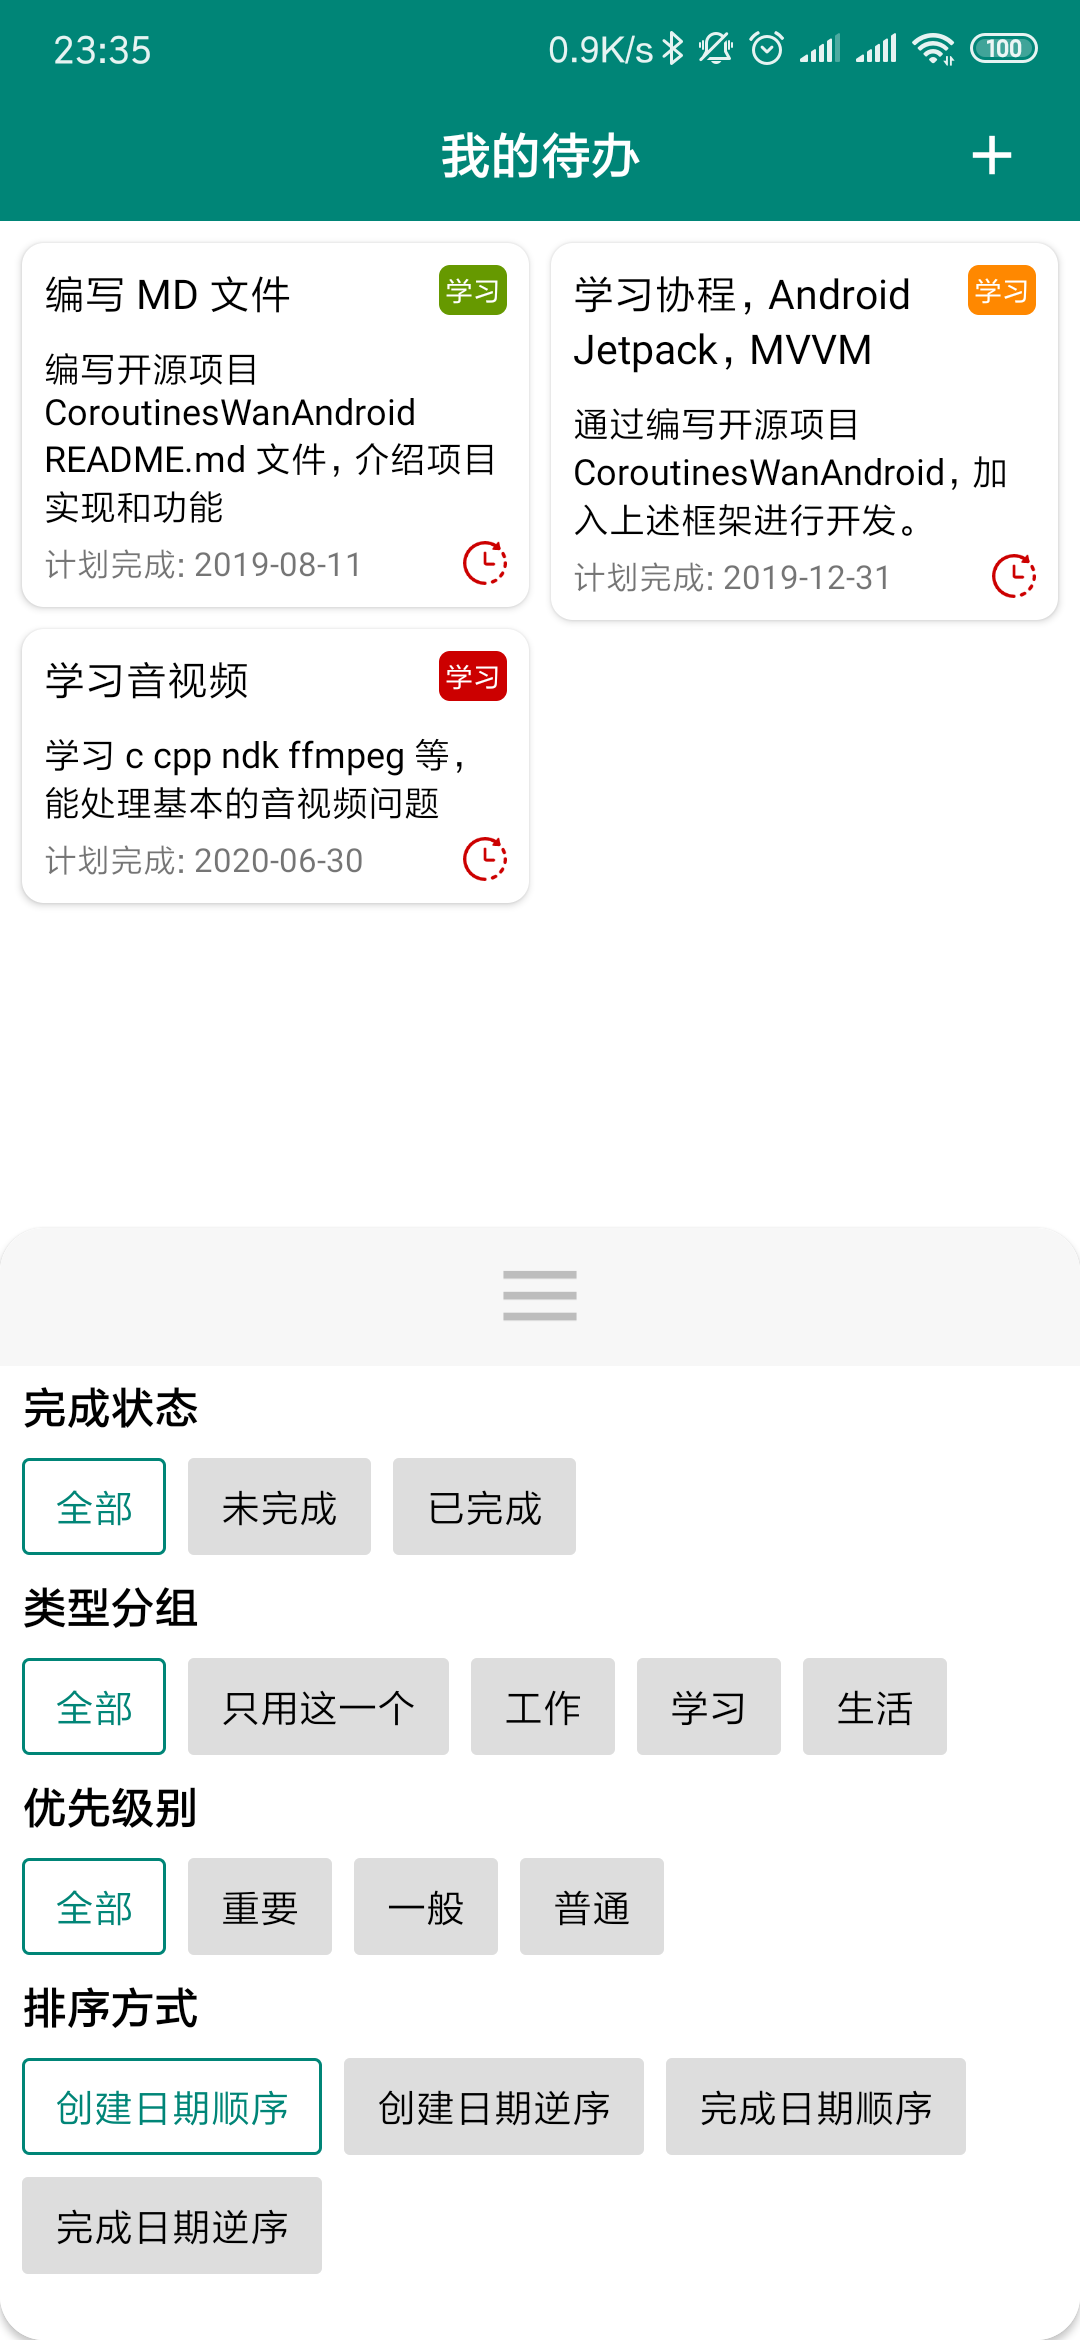 23:35
0.9K/s
100
我的待办
编写 MD 文件
学习
编写开源项目
CoroutinesWanAndroid
README.md 文件，介绍项目
实现和功能
计划完成: 2019-08-11
学习协程，Android
Jetpack，MVVM
学习
通过编写开源项目
CoroutinesWanAndroid，加
入上述框架进行开发。
计划完成: 2019-12-31
学习音视频
学习
学习 c cpp ndk ffmpeg 等，
能处理基本的音视频问题
计划完成: 2020-06-30
完成状态
全部 未完成 已完成
类型分组
全部 只用这一个 工作 学习 生活
优先级别
全部 重要 一般 普通
排序方式
创建日期顺序 创建日期逆序 完成日期顺序
完成日期逆序